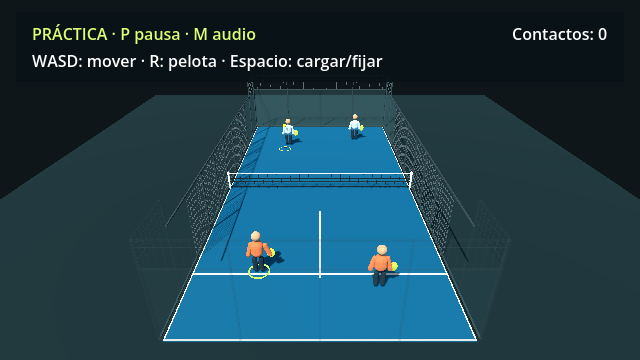 PRÁCTICA · P pausa · M audio
Contactos: 0
WASD: mover · R: pelota · Espacio: cargar/fijar